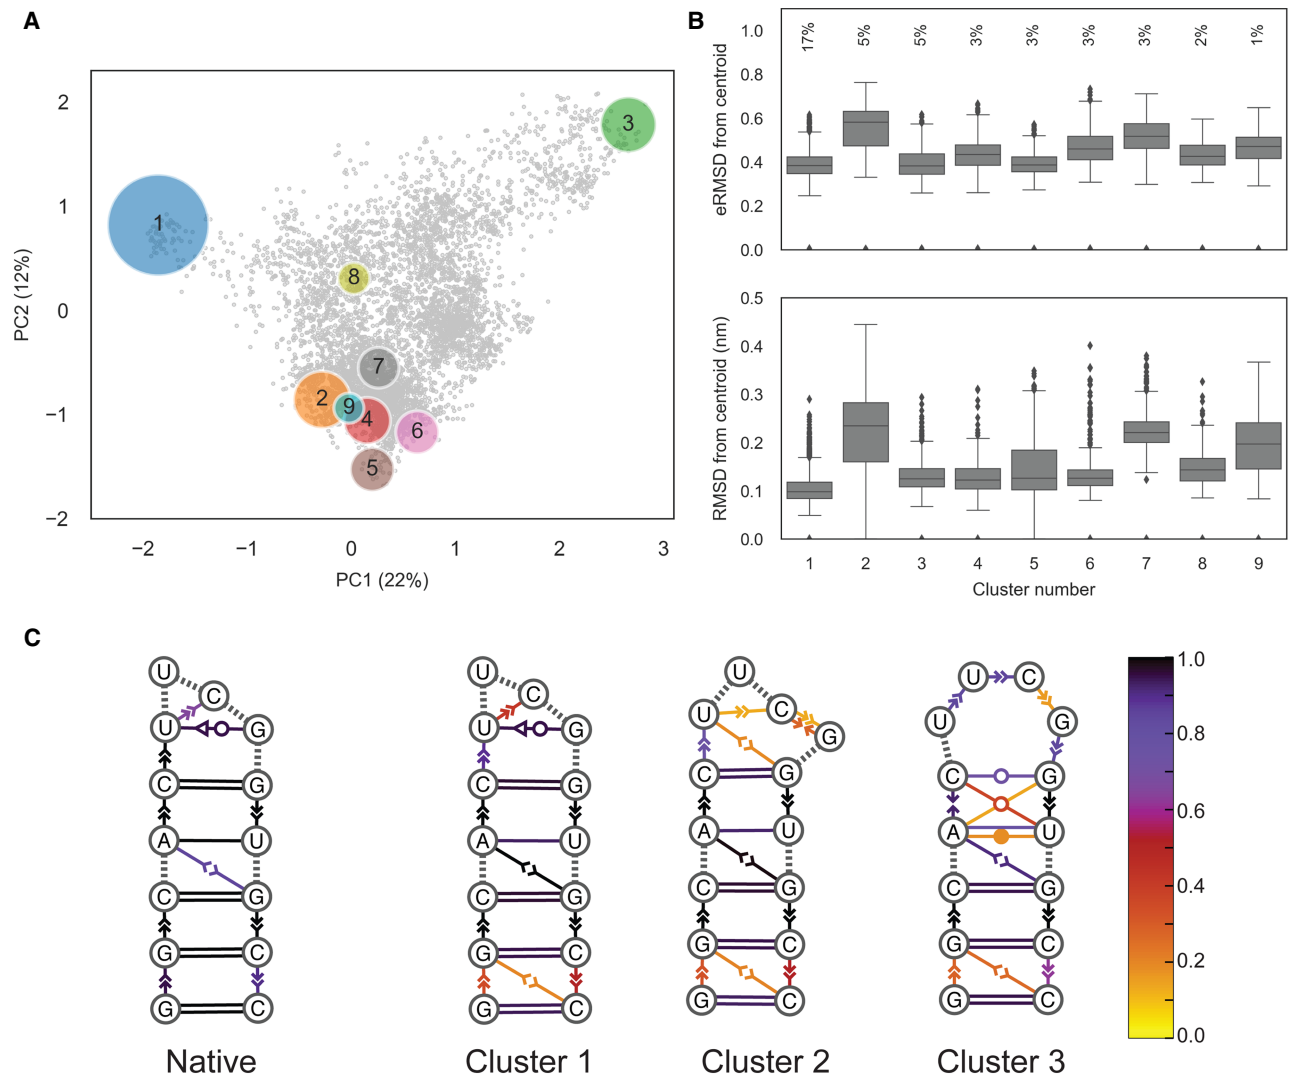 A
2
1
0
−1
−2
PC2 (12%)
−2 −1 0 1 2 3
PC1 (22%)
1
2
3
4
5
6
7
8
9
B
1.0
0.8
0.6
0.4
0.2
0.0
eRMSD from centroid
17% 5% 5% 3% 3% 3% 3% 2% 1%
0.5
0.4
0.3
0.2
0.1
0.0
RMSD from centroid (nm)
1 2 3 4 5 6 7 8 9
Cluster number
C
U
C
U G
C G
A U
C G
G C
G C
Native
U
C
U G
C G
A U
C G
G C
G C
Cluster 1
U
U C
G
C G
A U
C G
G C
G C
Cluster 2
U C
U G
C G
A U
C G
G C
G C
Cluster 3
1.0
0.8
0.6
0.4
0.2
0.0